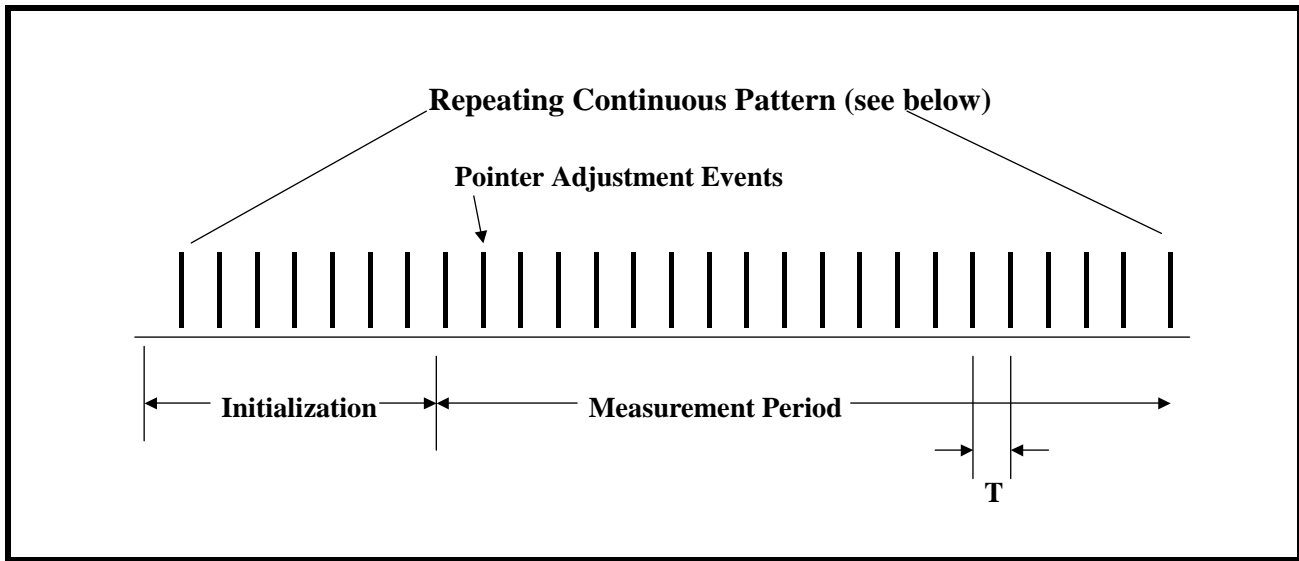 Repeating Continuous Pattern (see below)
Pointer Adjustment Events
Initialization
Measurement Period
T